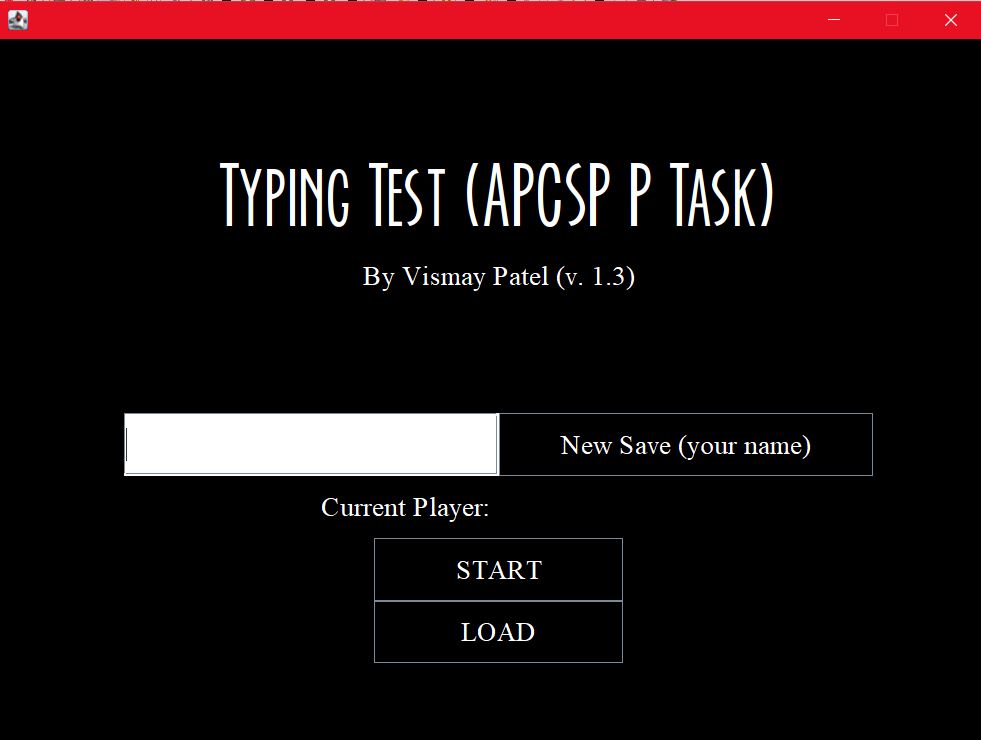 Typing Test (APCSP P Task)
By Vismay Patel (v. 1.3)
New Save (your name)
Current Player:
START
LOAD